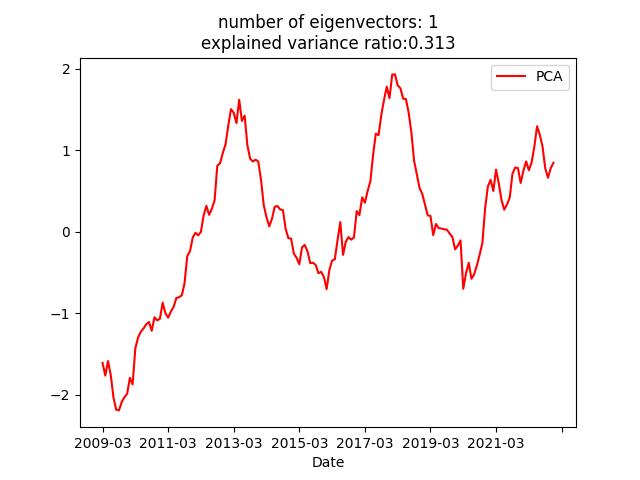 number of eigenvectors: 1
explained variance ratio:0.313
PCA
2
1
0
−1
−2
2009-03 2011-03 2013-03 2015-03 2017-03 2019-03 2021-03
Date